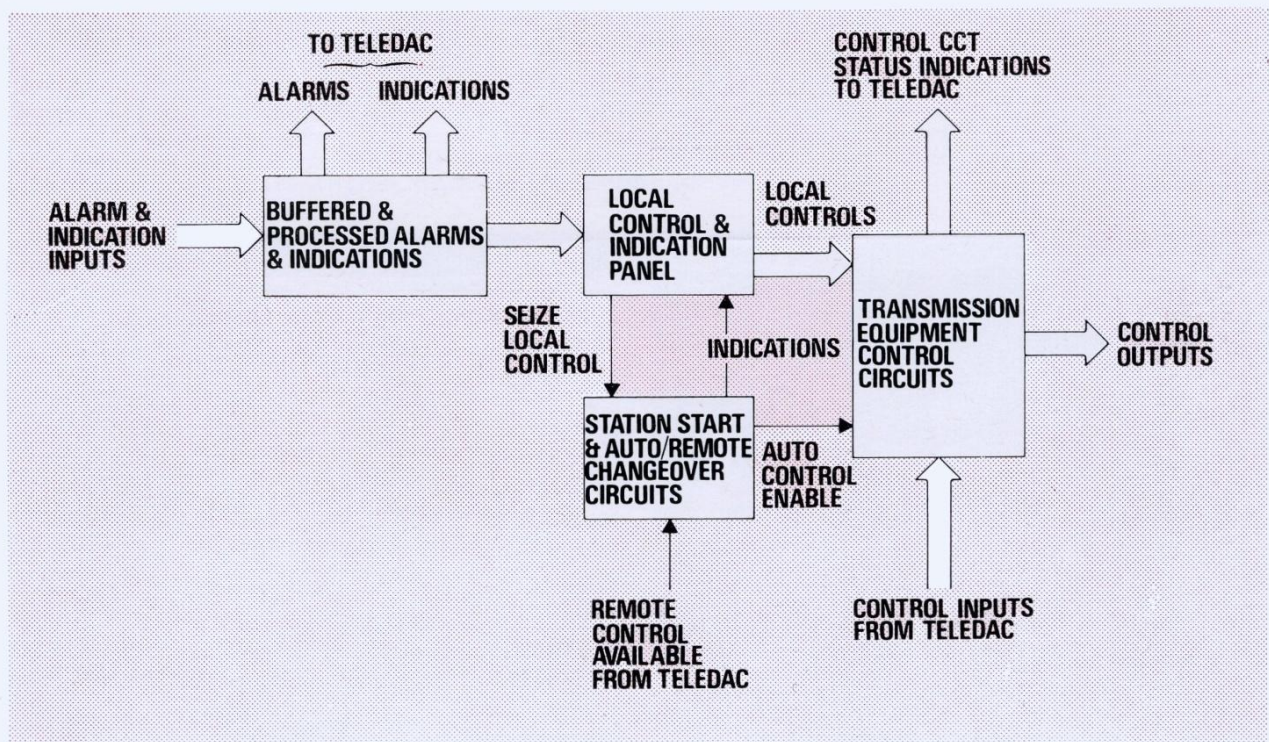 TO TELEDAC
ALARMS INDICATIONS
CONTROL CCT
STATUS INDICATIONS
TO TELEDAC
ALARM &
INDICATION
INPUTS
BUFFERED &
PROCESSED ALARMS
& INDICATIONS
LOCAL
CONTROL &
INDICATION
PANEL
LOCAL
CONTROLS
SEIZE
LOCAL
CONTROL
INDICATIONS
TRANSMISSION
EQUIPMENT
CONTROL
CIRCUITS
CONTROL
OUTPUTS
STATION START
& AUTO/REMOTE
CHANGEOVER
CIRCUITS
AUTO
CONTROL
ENABLE
REMOTE
CONTROL
AVAILABLE
FROM TELEDAC
CONTROL INPUTS
FROM TELEDAC